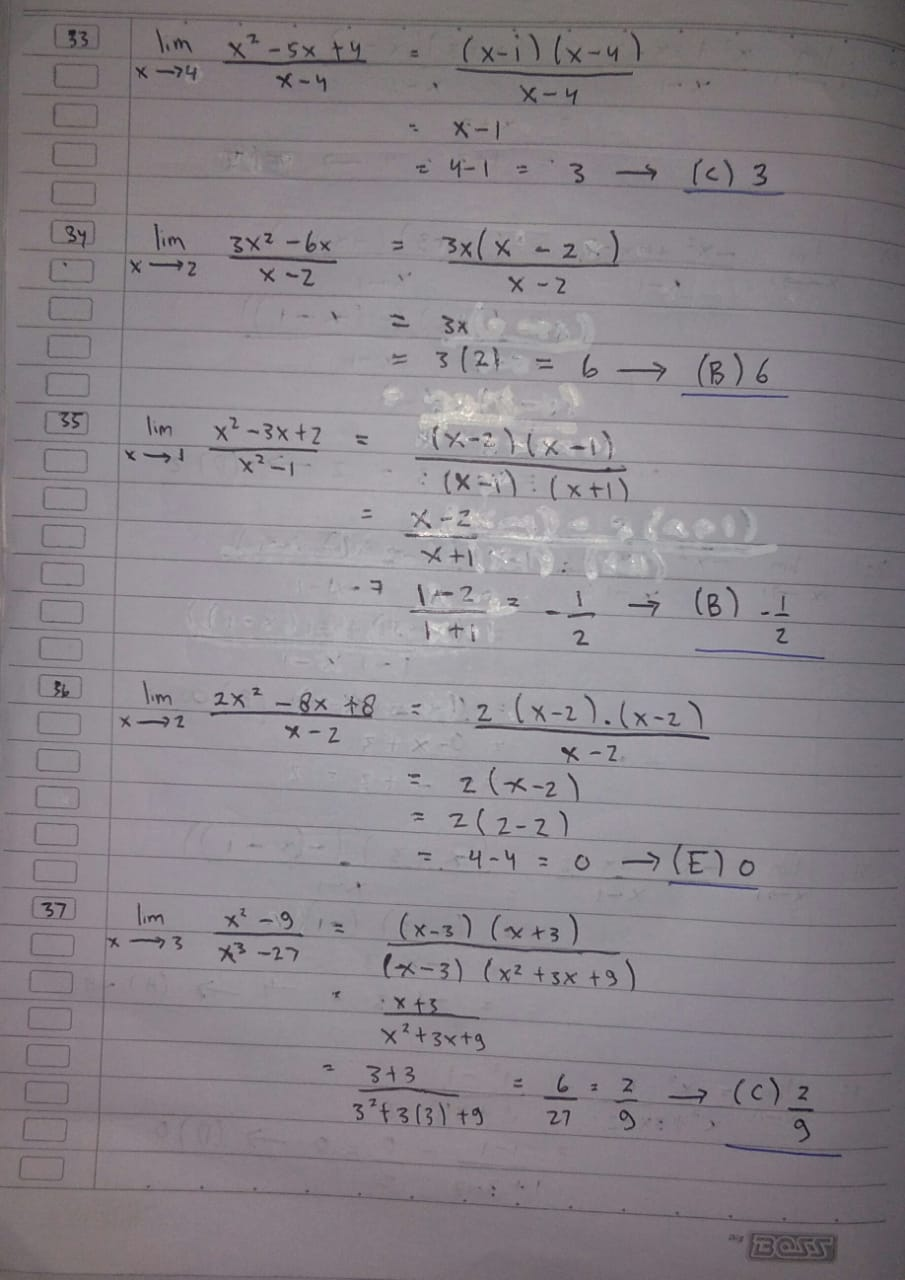 33 lim x→4 x² - 5x + 4 / x - 4 = (x-1) (x-4) / x-4
= x-1
= 4-1 = 3 → (C) 3
34 lim x→2 3x² - 6x / x - 2 = 3x(x - 2) / x - 2
= 3x
= 3(2) = 6 → (B) 6
35 lim x→1 x² - 3x + 2 / x² - 1 = (x-2) (x-1) / (x-1) (x+1)
= x-2 / x+1
= 1-2 / 1+1 = - 1/2 → (B) - 1/2
36 lim x→2 2x² - 8x + 8 / x - 2 = 2 (x-2).(x-2) / x-2
= 2(x-2)
= 2(2-2)
= 4-4 = 0 → (E) 0
37 lim x→3 x² - 9 / x³ - 27 = (x-3) (x+3) / (x-3) (x²+3x+9)
= x+3 / x²+3x+9
= 3+3 / 3²+3(3)+9 = 6/27 = 2/9 → (C) 2/9
BOSS